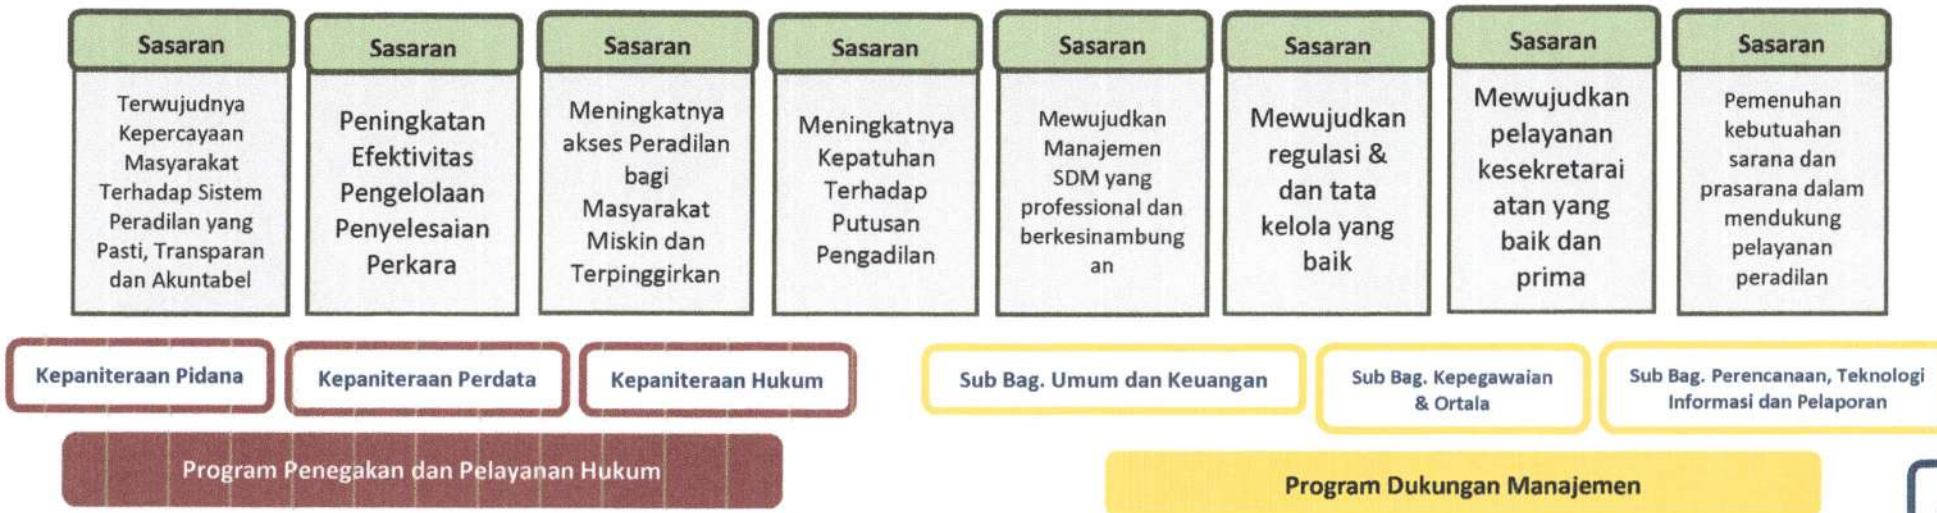 Sasaran
Terwujudnya
Kepercayaan
Masyarakat
Terhadap Sistem
Peradilan yang
Pasti, Transparan
dan Akuntabel
Sasaran
Peningkatan
Efektivitas
Pengelolaan
Penyelesaian
Perkara
Sasaran
Meningkatnya
akses Peradilan
bagi
Masyarakat
Miskin dan
Terpinggirkan
Sasaran
Meningkatnya
Kepatuhan
Terhadap
Putusan
Pengadilan
Sasaran
Mewujudkan
Manajemen
SDM yang
professional dan
berkesinambung
an
Sasaran
Mewujudkan
regulasi &
dan tata
kelola yang
baik
Sasaran
Mewujudkan
pelayanan
kesekretarai
atan yang
baik dan
prima
Sasaran
Pemenuhan
kebutuahan
sarana dan
prasarana dalam
mendukung
pelayanan
peradilan
Kepaniteraan Pidana
Kepaniteraan Perdata
Kepaniteraan Hukum
Sub Bag. Umum dan Keuangan
Sub Bag. Kepegawaian
& Ortala
Sub Bag. Perencanaan, Teknologi
Informasi dan Pelaporan
Program Penegakan dan Pelayanan Hukum
Program Dukungan Manajemen